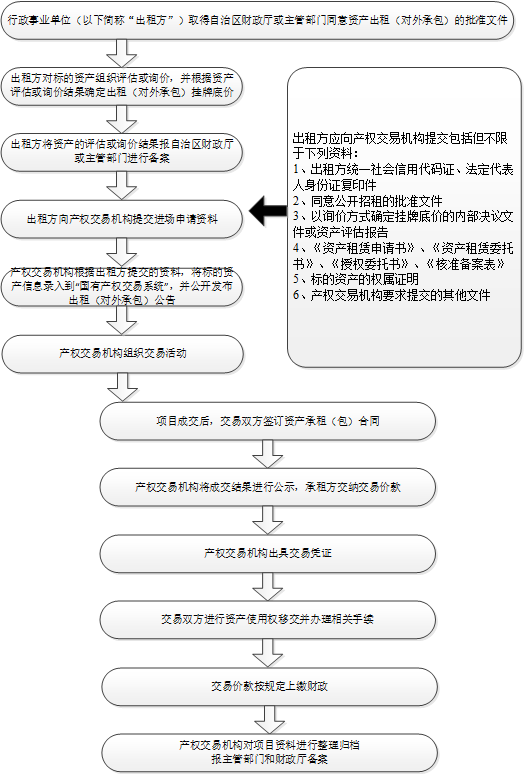 行政事业单位（以下简称“出租方”）取得自治区财政厅或主管部门同意资产出租（对外承包）的批准文件
出租方对标的资产组织评估或询价，并根据资产
评估或询价结果确定出租（对外承包）挂牌底价
出租方将资产的评估或询价结果报自治区财政厅
或主管部门进行备案
出租方向产权交易机构提交进场申请资料
出租方应向产权交易机构提交包括但不限
于下列资料：
1、出租方统一社会信用代码证、法定代表
人身份证复印件
2、同意公开招租的批准文件
3、以询价方式确定挂牌底价的内部决议文
件或资产评估报告
4、《资产租赁申请书》、《资产租赁委托
书》、《授权委托书》、《核准备案表》
5、标的资产的权属证明
6、产权交易机构要求提交的其他文件
产权交易机构根据出租方提交的资料，将标的资
产信息录入到“国有产权交易系统”，并公开发布
出租（对外承包）公告
产权交易机构组织交易活动
项目成交后，交易双方签订资产承租（包）合同
产权交易机构将成交结果进行公示，承租方交纳交易价款
产权交易机构出具交易凭证
交易双方进行资产使用权移交并办理相关手续
交易价款按规定上缴财政
产权交易机构对项目资料进行整理归档
报主管部门和财政厅备案